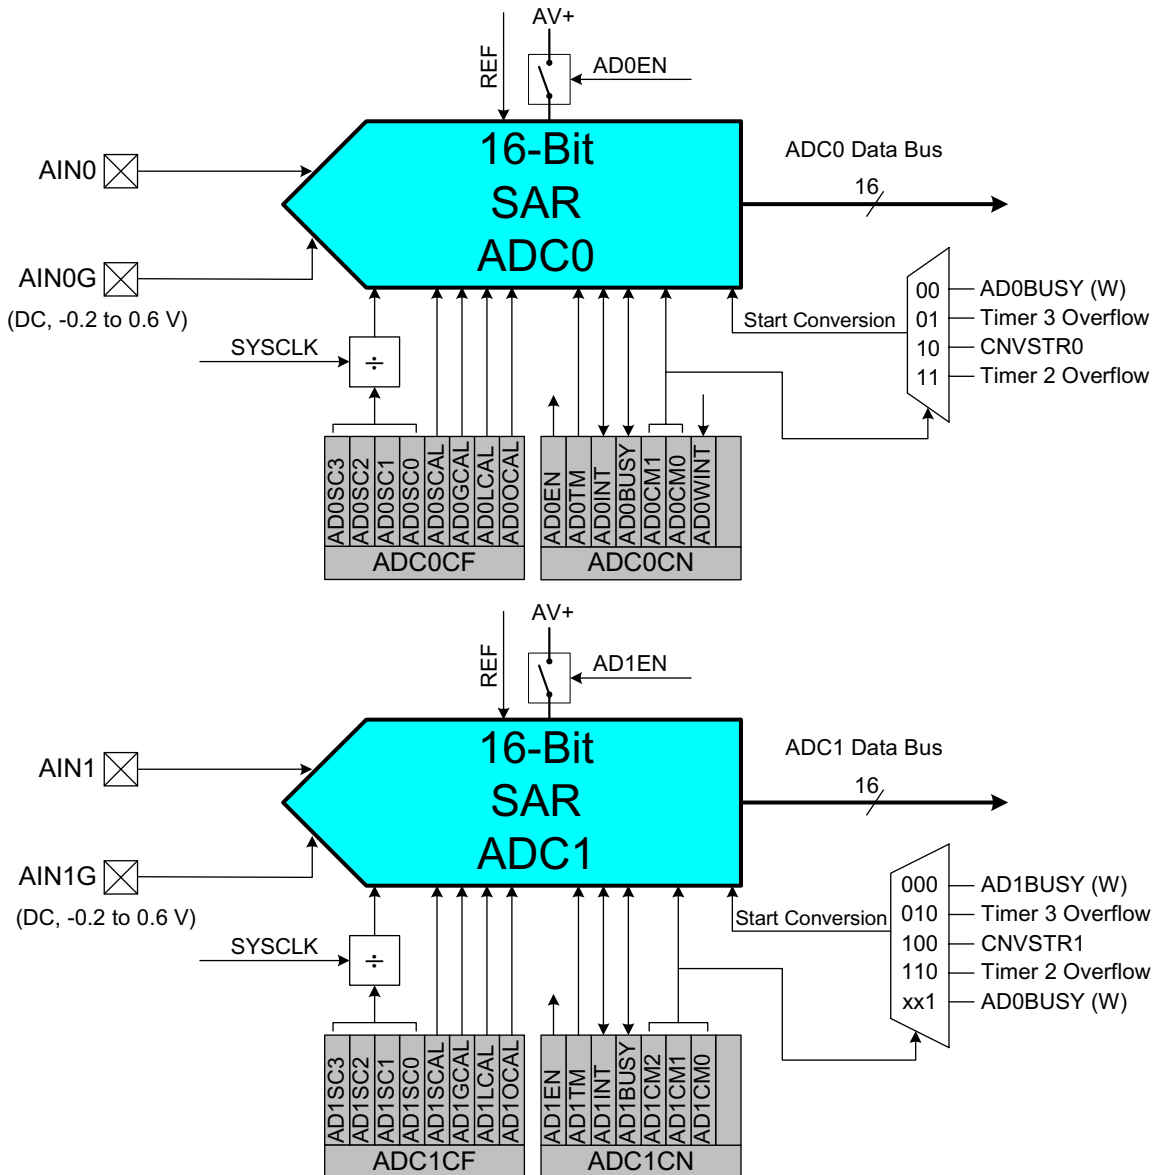 AV+
REF
AD0EN
16-Bit
SAR
ADC0
AIN0
AIN0G
(DC, -0.2 to 0.6 V)
ADC0 Data Bus
16
SYSCLK
÷
Start Conversion
00 AD0BUSY (W)
01 Timer 3 Overflow
10 CNVSTR0
11 Timer 2 Overflow
AD0SC3
AD0SC2
AD0SC1
AD0SC0
AD0SCAL
AD0GCAL
AD0LCAL
AD0OCAL
ADC0CF
AD0EN
AD0TM
AD0INT
AD0BUSY
AD0CM1
AD0CM0
AD0WINT
ADC0CN
AV+
REF
AD1EN
16-Bit
SAR
ADC1
AIN1
AIN1G
(DC, -0.2 to 0.6 V)
ADC1 Data Bus
16
SYSCLK
÷
Start Conversion
000 AD1BUSY (W)
010 Timer 3 Overflow
100 CNVSTR1
110 Timer 2 Overflow
xx1 AD0BUSY (W)
AD1SC3
AD1SC2
AD1SC1
AD1SC0
AD1SCAL
AD1GCAL
AD1LCAL
AD1OCAL
ADC1CF
AD1EN
AD1TM
AD1INT
AD1BUSY
AD1CM2
AD1CM1
AD1CM0
ADC1CN